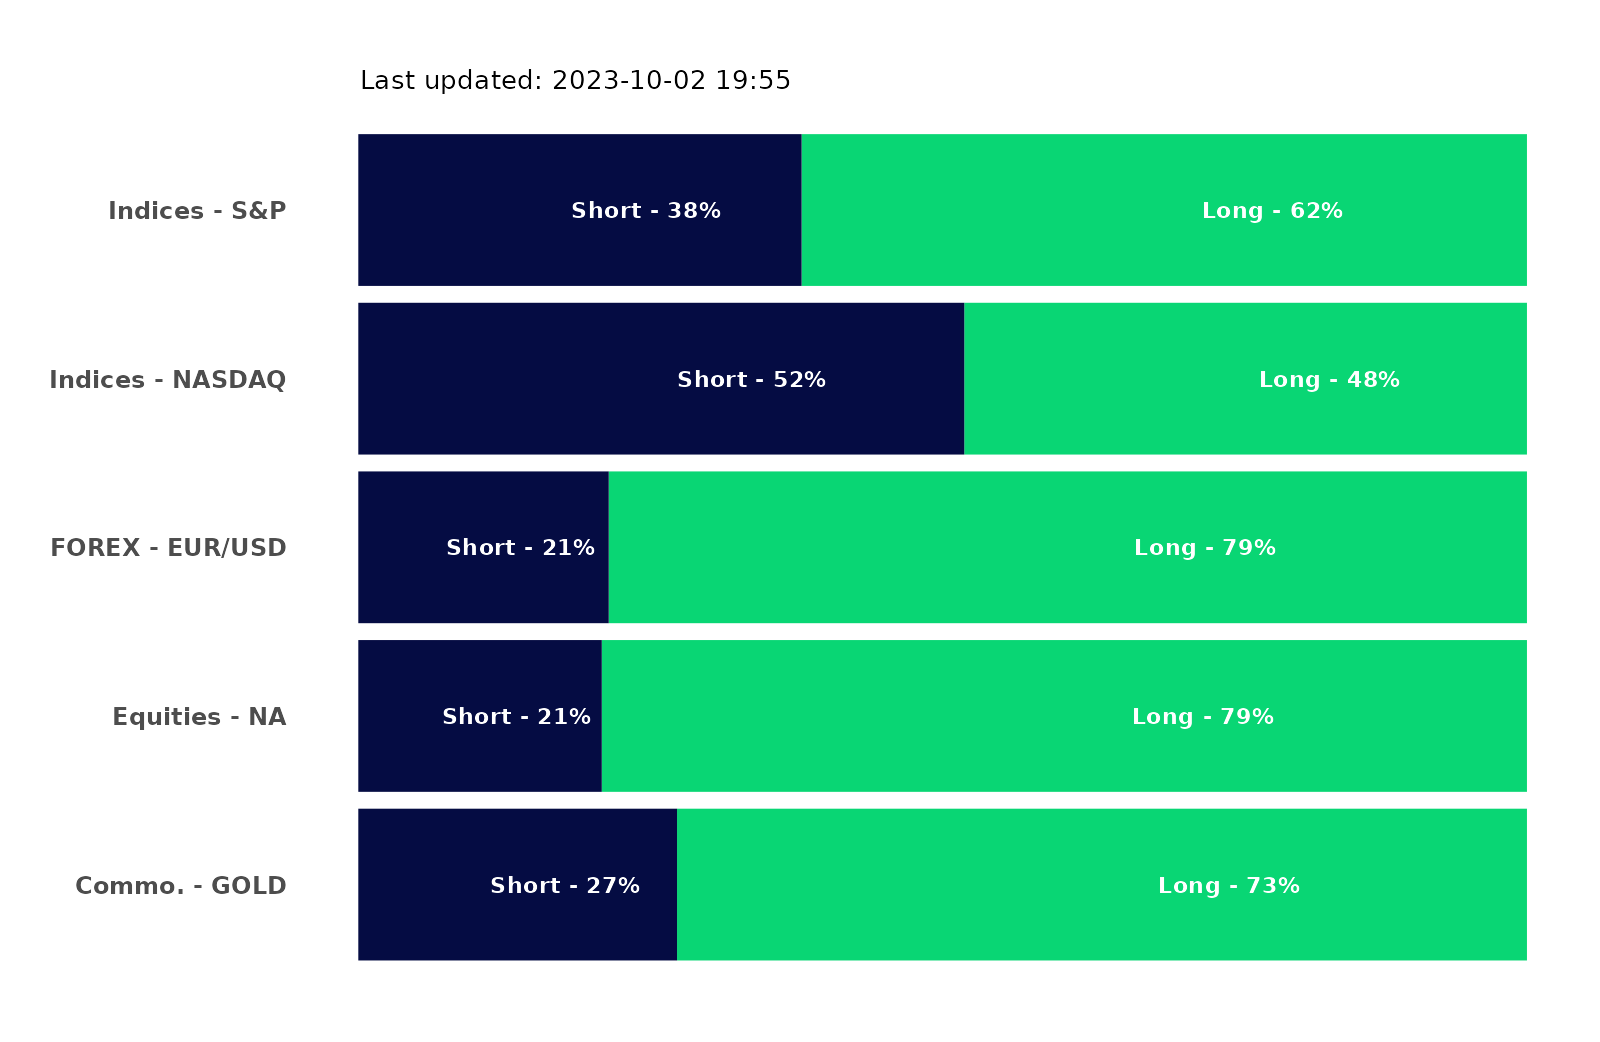 Last updated: 2023-10-02 19:55
Indices - S&P Short - 38% Long - 62%
Indices - NASDAQ Short - 52% Long - 48%
FOREX - EUR/USD Short - 21% Long - 79%
Equities - NA Short - 21% Long - 79%
Commo. - GOLD Short - 27% Long - 73%